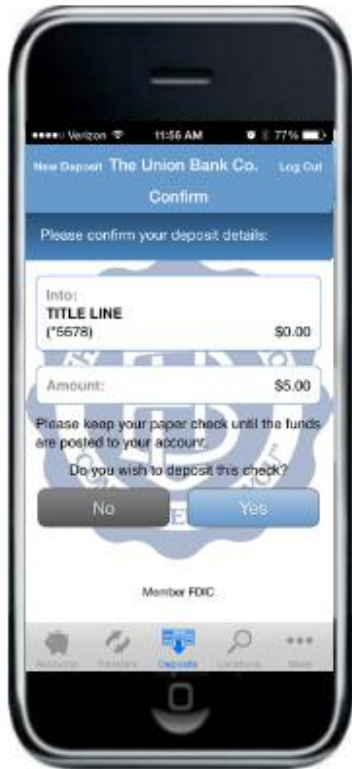 Verizon 11:56 AM 77%
New Deposit The Union Bank Co. Log Out
Confirm
Please confirm your deposit details:
Into:
TITLE LINE
(*5678) $0.00
Amount: $5.00
Please keep your paper check until the funds
are posted to your account.
Do you wish to deposit this check?
No Yes
Member FDIC
Accounts Transfers Deposits Locations More